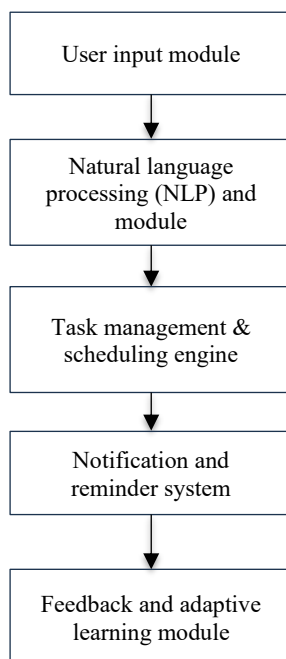 User input module
Natural language
processing (NLP) and
module
Task management &
scheduling engine
Notification and
reminder system
Feedback and adaptive
learning module